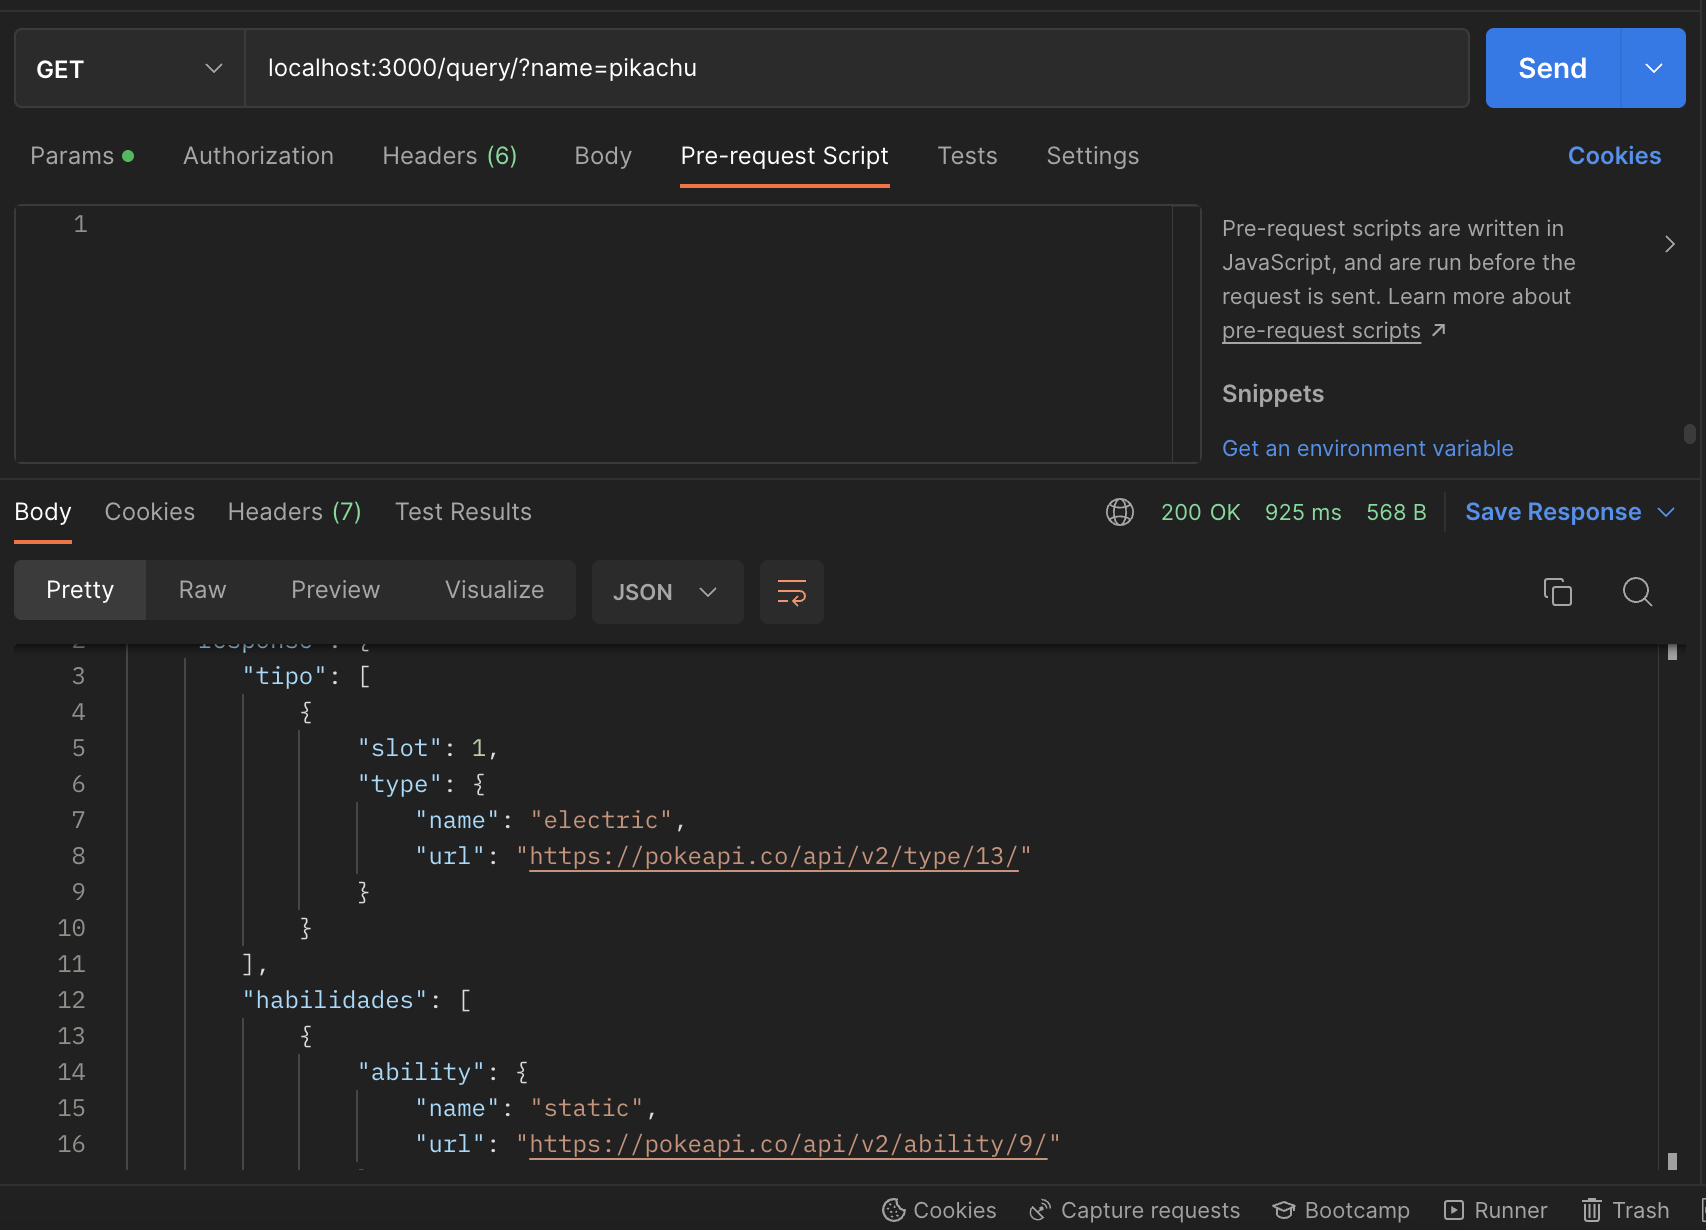 GET localhost:3000/query/?name=pikachu Send
Params Authorization Headers (6) Body Pre-request Script Tests Settings Cookies
1
Pre-request scripts are written in
JavaScript, and are run before the
request is sent. Learn more about
pre-request scripts ↗
Snippets
Get an environment variable
Body Cookies Headers (7) Test Results 200 OK 925 ms 568 B Save Response
Pretty Raw Preview Visualize JSON
2 "response": {
3 "tipo": [
4 {
5 "slot": 1,
6 "type": {
7 "name": "electric",
8 "url": "https://pokeapi.co/api/v2/type/13/"
9 }
10 }
11 ],
12 "habilidades": [
13 {
14 "ability": {
15 "name": "static",
16 "url": "https://pokeapi.co/api/v2/ability/9/"
Cookies Capture requests Bootcamp Runner Trash